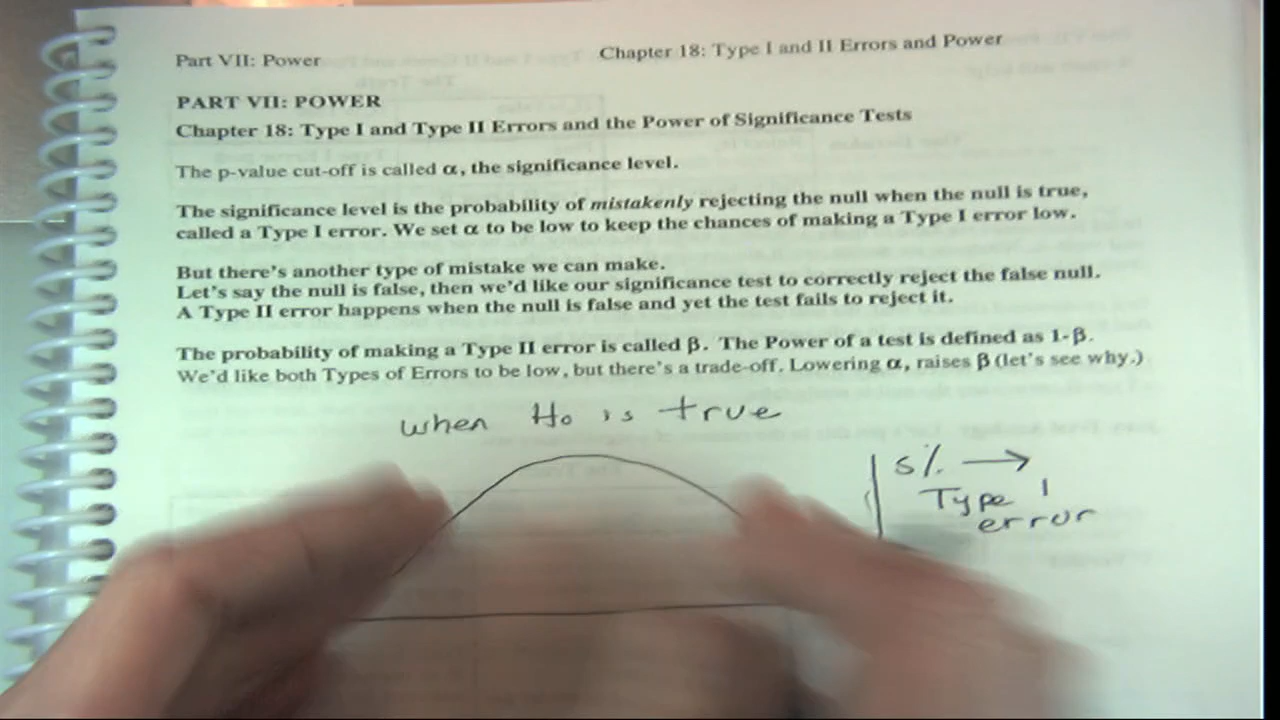 Part VII: Power Chapter 18: Type I and II Errors and Power
PART VII: POWER
Chapter 18: Type I and Type II Errors and the Power of Significance Tests
The p-value cut-off is called α, the significance level.
The significance level is the probability of mistakenly rejecting the null when the null is true,
called a Type I error. We set α to be low to keep the chances of making a Type I error low.
But there's another type of mistake we can make.
Let's say the null is false, then we'd like our significance test to correctly reject the false null.
A Type II error happens when the null is false and yet the test fails to reject it.
The probability of making a Type II error is called β. The Power of a test is defined as 1-β.
We'd like both Types of Errors to be low, but there's a trade-off. Lowering α, raises β (let's see why.)
when Ho is true
5% →
Type 1
error